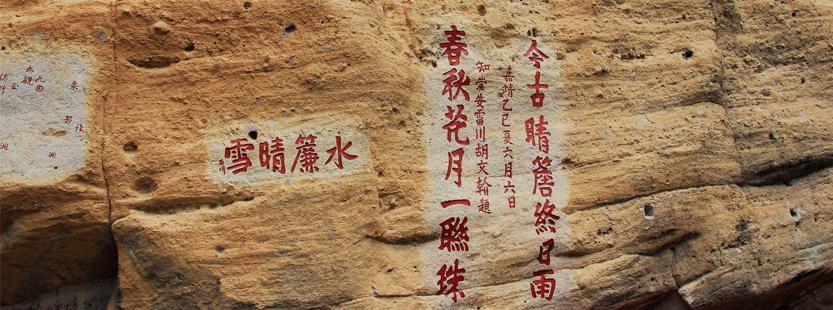 今古晴簷終日雨
嘉靖乙巳夏六月六日
知崇安雷川胡文翰題
春秋花月一聯珠
水簾晴雪